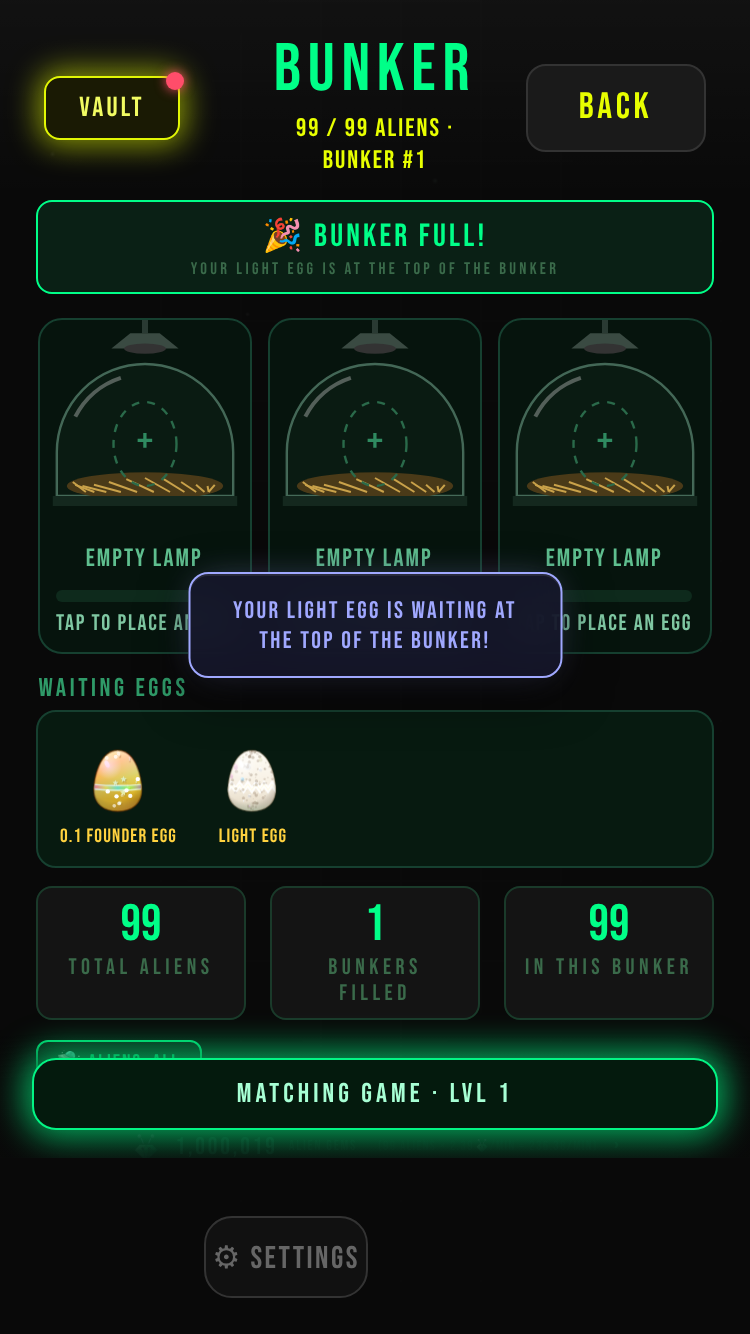 VAULT
BUNKER
99 / 99 ALIENS ·
BUNKER #1
BACK
🎉 BUNKER FULL!
YOUR LIGHT EGG IS AT THE TOP OF THE BUNKER
+
+
+
EMPTY LAMP
EMPTY LAMP
EMPTY LAMP
TAP TO PLACE AN
TO PLACE AN EGG
YOUR LIGHT EGG IS WAITING AT
THE TOP OF THE BUNKER!
WAITING EGGS
0.1 FOUNDER EGG
LIGHT EGG
99
TOTAL ALIENS
1
BUNKERS
FILLED
99
IN THIS BUNKER
MATCHING GAME · LVL 1
1,000,019
⚙ SETTINGS